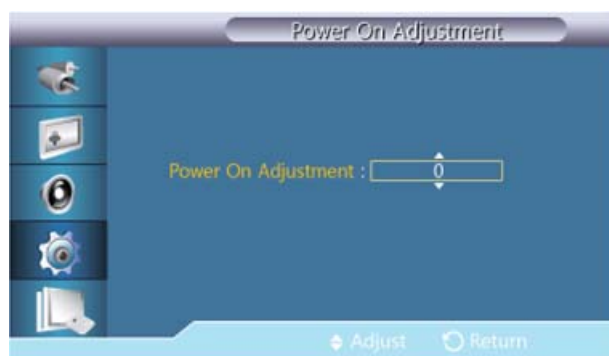 Power On Adjustment
Power On Adjustment : 0
Adjust Return